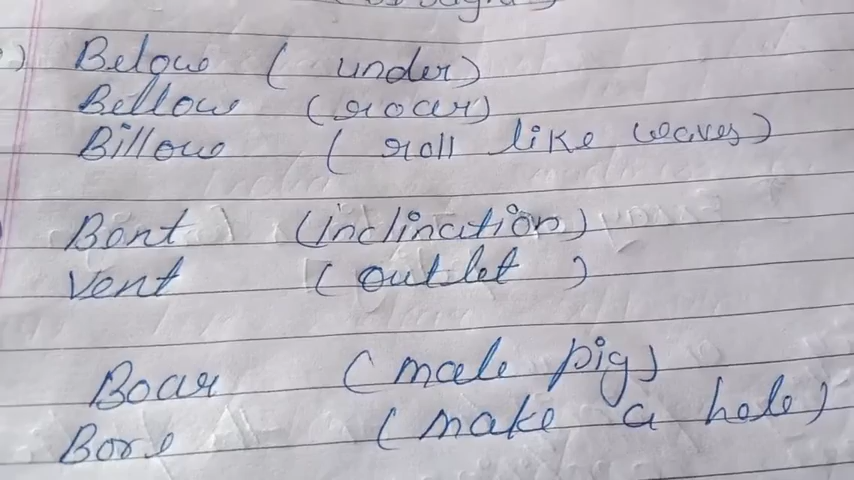 Below ( under)
Bellow (roar)
Billow ( roll like waves)
Bent (inclination)
Vent ( outlet )
Boar (male pig)
Bore (make a hole)